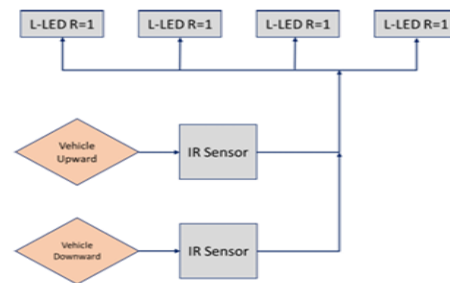 L-LED R=1 L-LED R=1 L-LED R=1 L-LED R=1
Vehicle
Upward
IR Sensor
Vehicle
Downward
IR Sensor